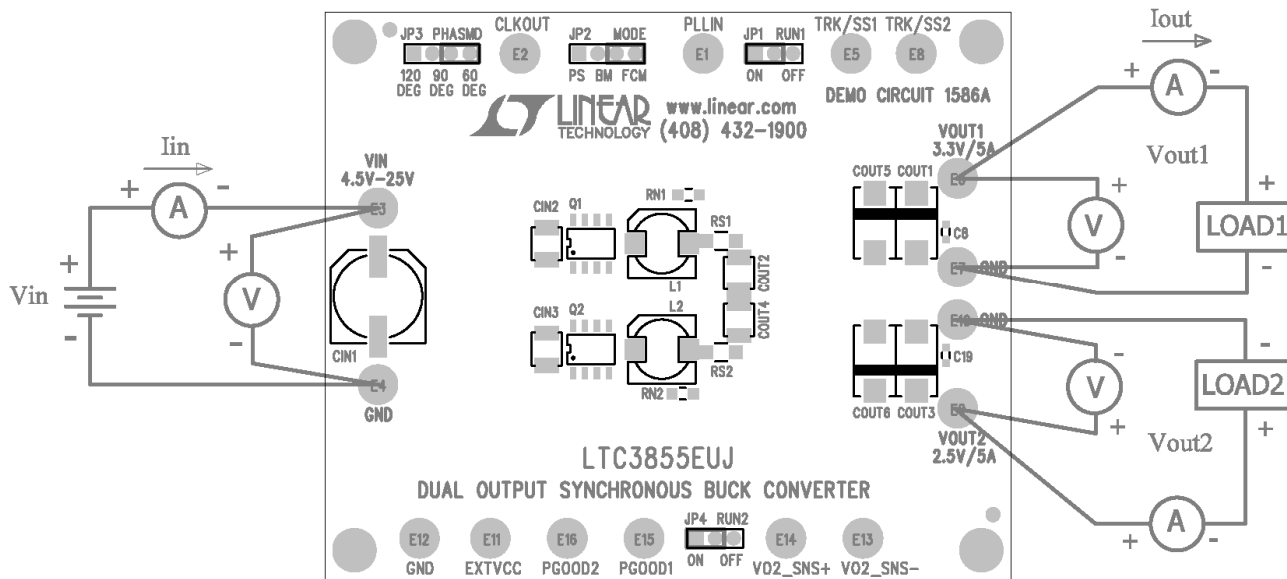 JP3 PHASMD
120 DEG 90 DEG 60 DEG
CLKOUT
E2
JP2 MODE
PS BM FCM
PLLIN
E1
JP1 RUN1
ON OFF
TRK/SS1 TRK/SS2
E5 E8
DEMO CIRCUIT 1586A
LINEAR TECHNOLOGY
www.linear.com
(408) 432-1900
Iin
+ A -
VIN
4.5V-25V
E3
+
Vin
-
+
V
-
CIN1
E4
GND
CIN2 Q1
RN1
RS1
L1
COUT2
CIN3 Q2
L2
COUT4
RS2
RN2
VOUT1
3.3V/5A
COUT5 COUT1
E6
C8
E7 GND
E10 GND
C19
COUT6 COUT3
E9
VOUT2
2.5V/5A
Iout
+ A -
Vout1
+
V
-
+
LOAD1
-
-
V
+
-
LOAD2
+
Vout2
+ A -
LTC3855EUJ
DUAL OUTPUT SYNCHRONOUS BUCK CONVERTER
E12
GND
E11
EXTVCC
E16
PGOOD2
E15
PGOOD1
JP4 RUN2
ON OFF
E14
VO2_SNS+
E13
VO2_SNS-